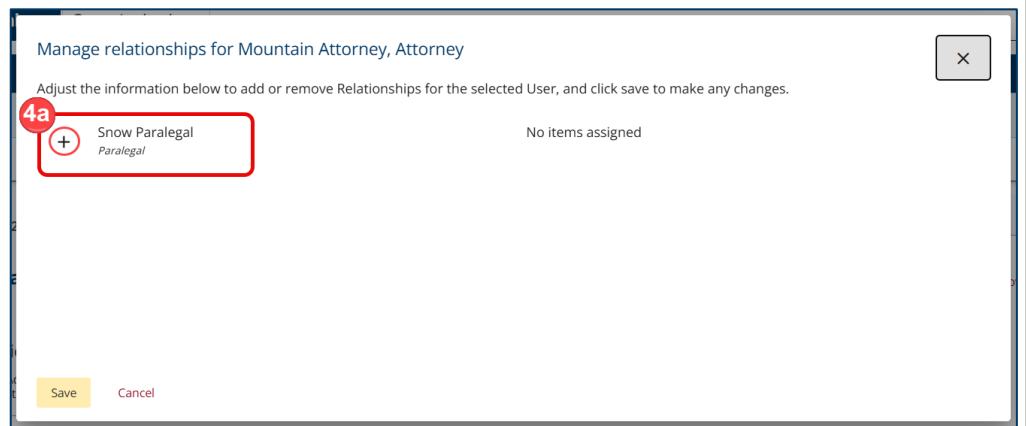 Manage relationships for Mountain Attorney, Attorney
Adjust the information below to add or remove Relationships for the selected User, and click save to make any changes.
4a
Snow Paralegal
Paralegal
No items assigned
Save
Cancel